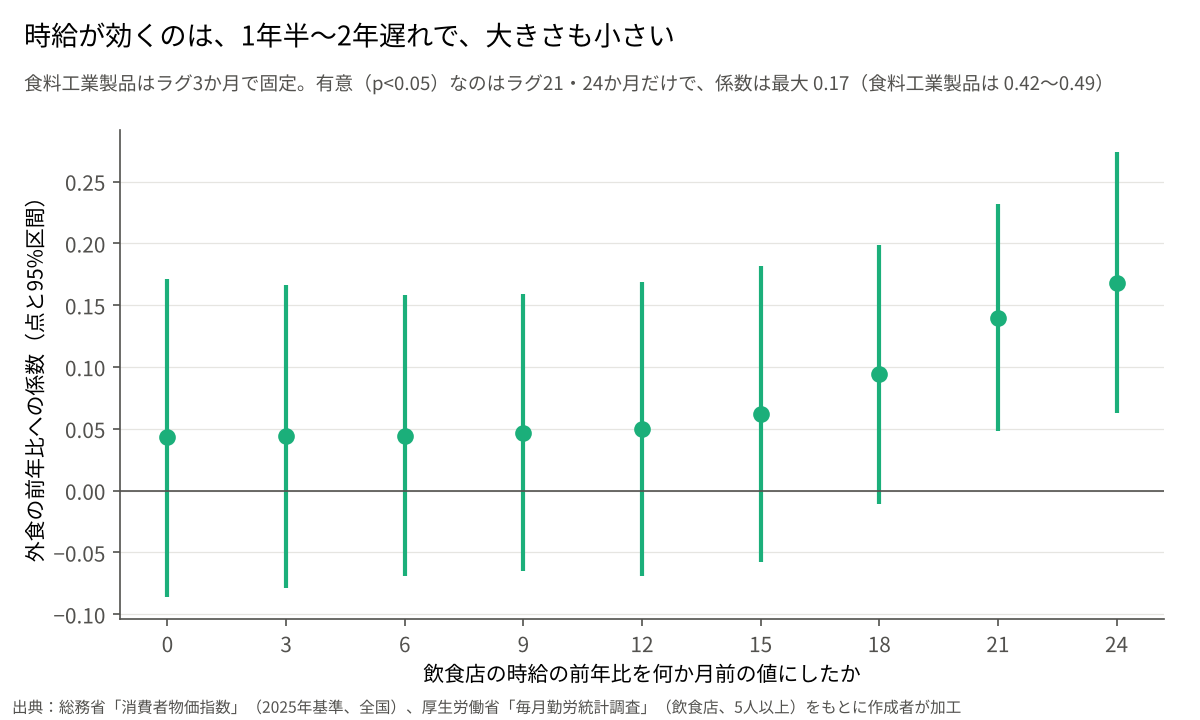 時給が効くのは、1年半〜2年遅れで、大きさも小さい
食料工業製品はラグ3か月で固定。有意（p<0.05）なのはラグ21・24か月だけで、係数は最大 0.17（食料工業製品は 0.42〜0.49）
外食の前年比への係数（点と95%区間）
0.25
0.20
0.15
0.10
0.05
0.00
−0.05
−0.10
0 3 6 9 12 15 18 21 24
飲食店の時給の前年比を何か月前の値にしたか
出典：総務省「消費者物価指数」（2025年基準、全国）、厚生労働省「毎月勤労統計調査」（飲食店、5人以上）をもとに作成者が加工